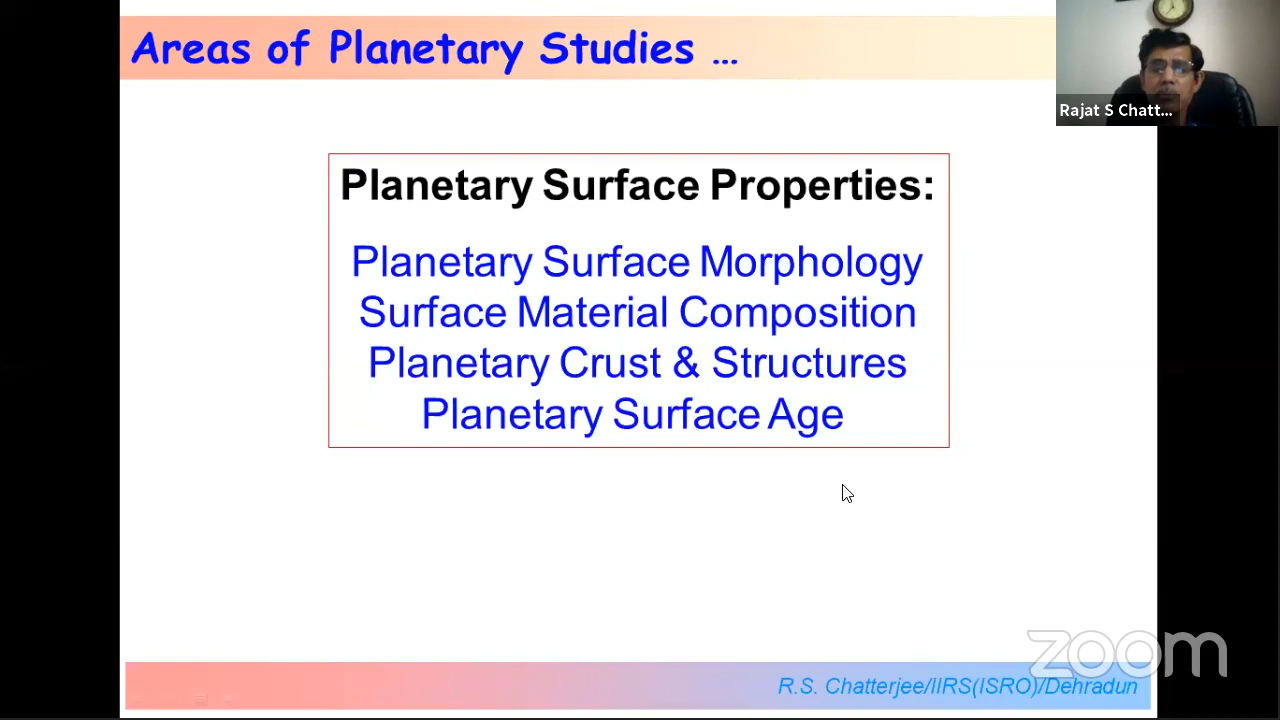 Areas of Planetary Studies ...
Rajat S Chatt...
Planetary Surface Properties:
Planetary Surface Morphology
Surface Material Composition
Planetary Crust & Structures
Planetary Surface Age
zoom
R.S. Chatterjee/IIRS(ISRO)/Dehradun